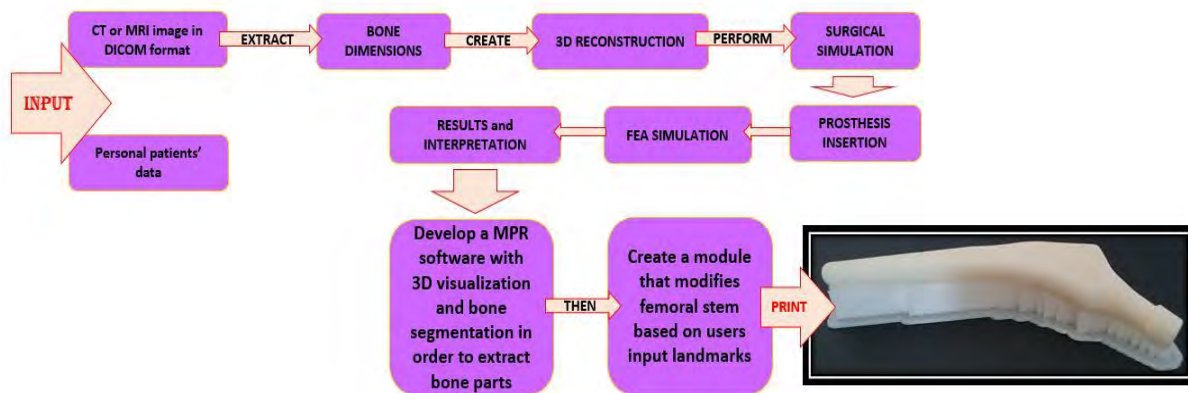 INPUT
CT or MRI image in
DICOM format
Personal patients'
data
EXTRACT
BONE
DIMENSIONS
CREATE
3D RECONSTRUCTION
PERFORM
SURGICAL
SIMULATION
PROSTHESIS
INSERTION
FEA SIMULATION
RESULTS and
INTERPRETATION
Develop a MPR
software with
3D visualization
and bone
segmentation in
order to extract
bone parts
THEN
Create a module
that modifies
femoral stem
based on users
input landmarks
PRINT